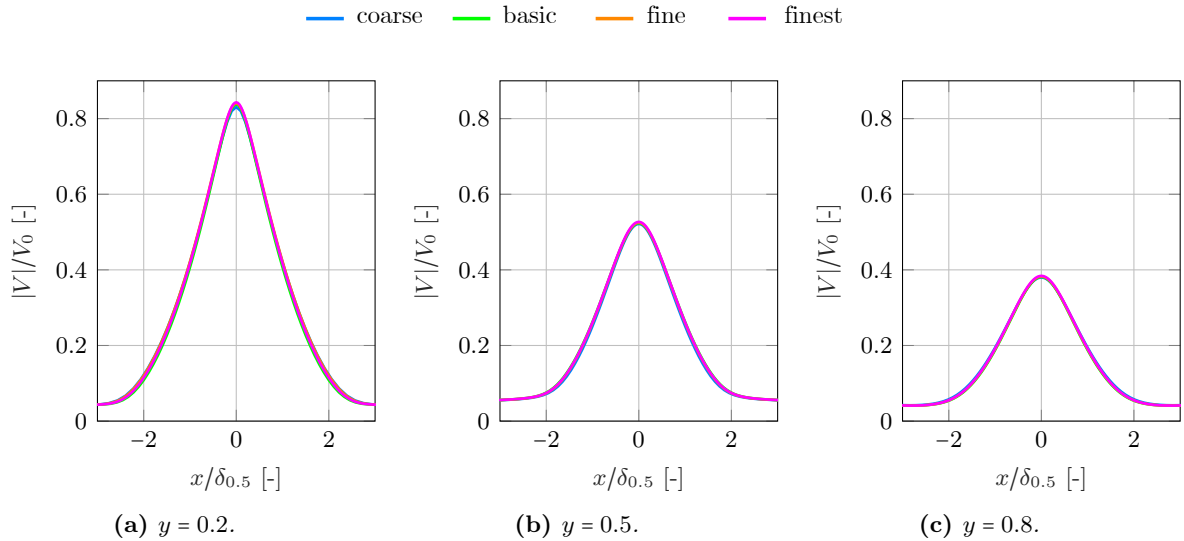 coarse basic fine finest
0 0.2 0.4 0.6 0.8
−2 0 2
|V|/V₀ [-]
x/δ₀.₅ [-]
(a) y = 0.2.
0 0.2 0.4 0.6 0.8
−2 0 2
|V|/V₀ [-]
x/δ₀.₅ [-]
(b) y = 0.5.
0 0.2 0.4 0.6 0.8
−2 0 2
|V|/V₀ [-]
x/δ₀.₅ [-]
(c) y = 0.8.